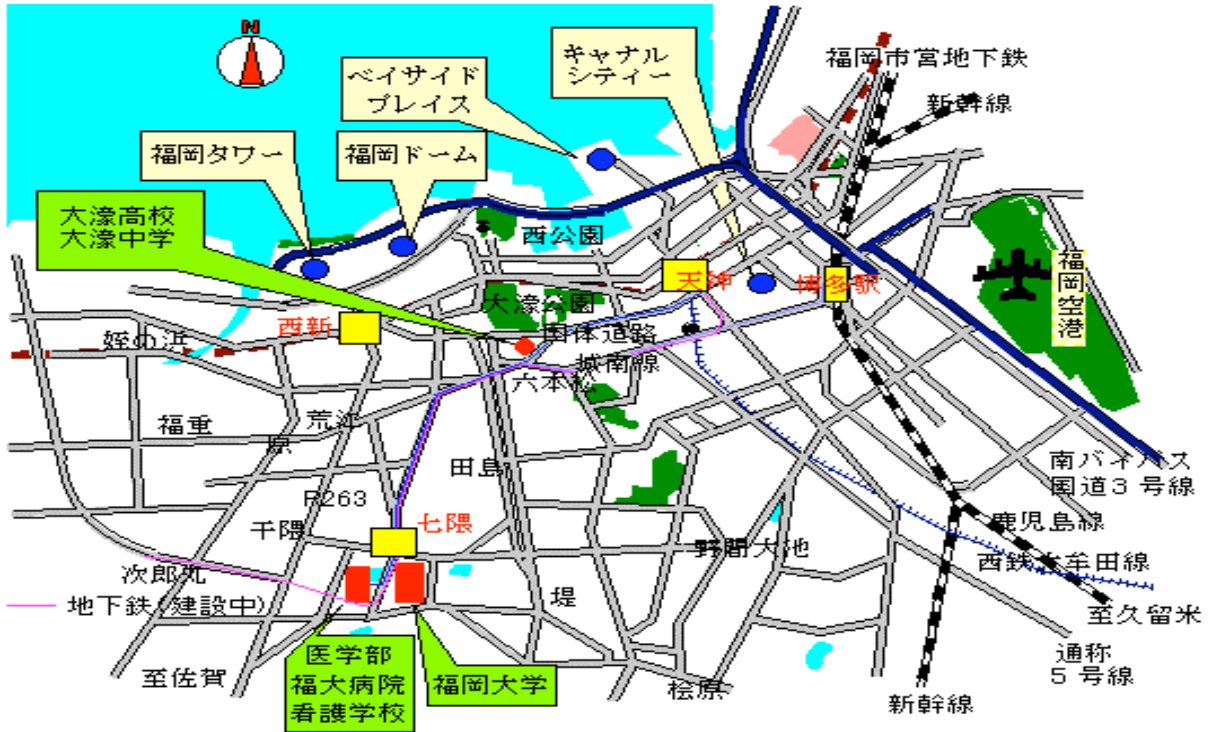 N
福岡市営地下鉄
キャナル
シティー
ベイサイド
プレイス
新幹線
福岡タワー
福岡ドーム
大濠高校
大濠中学
西公園
天神
博多駅
福岡空港
大濠公園
西新
国体道路
姪の浜
城南線
六本松
荒江
福重
原
田島
南バイパス
国道3号線
R263
七隈
千隈
鹿児島線
野間大池
西鉄大牟田線
次郎丸
地下鉄(建設中)
堤
至久留米
医学部
福大病院
看護学校
福岡大学
通称
5号線
至佐賀
桧原
新幹線